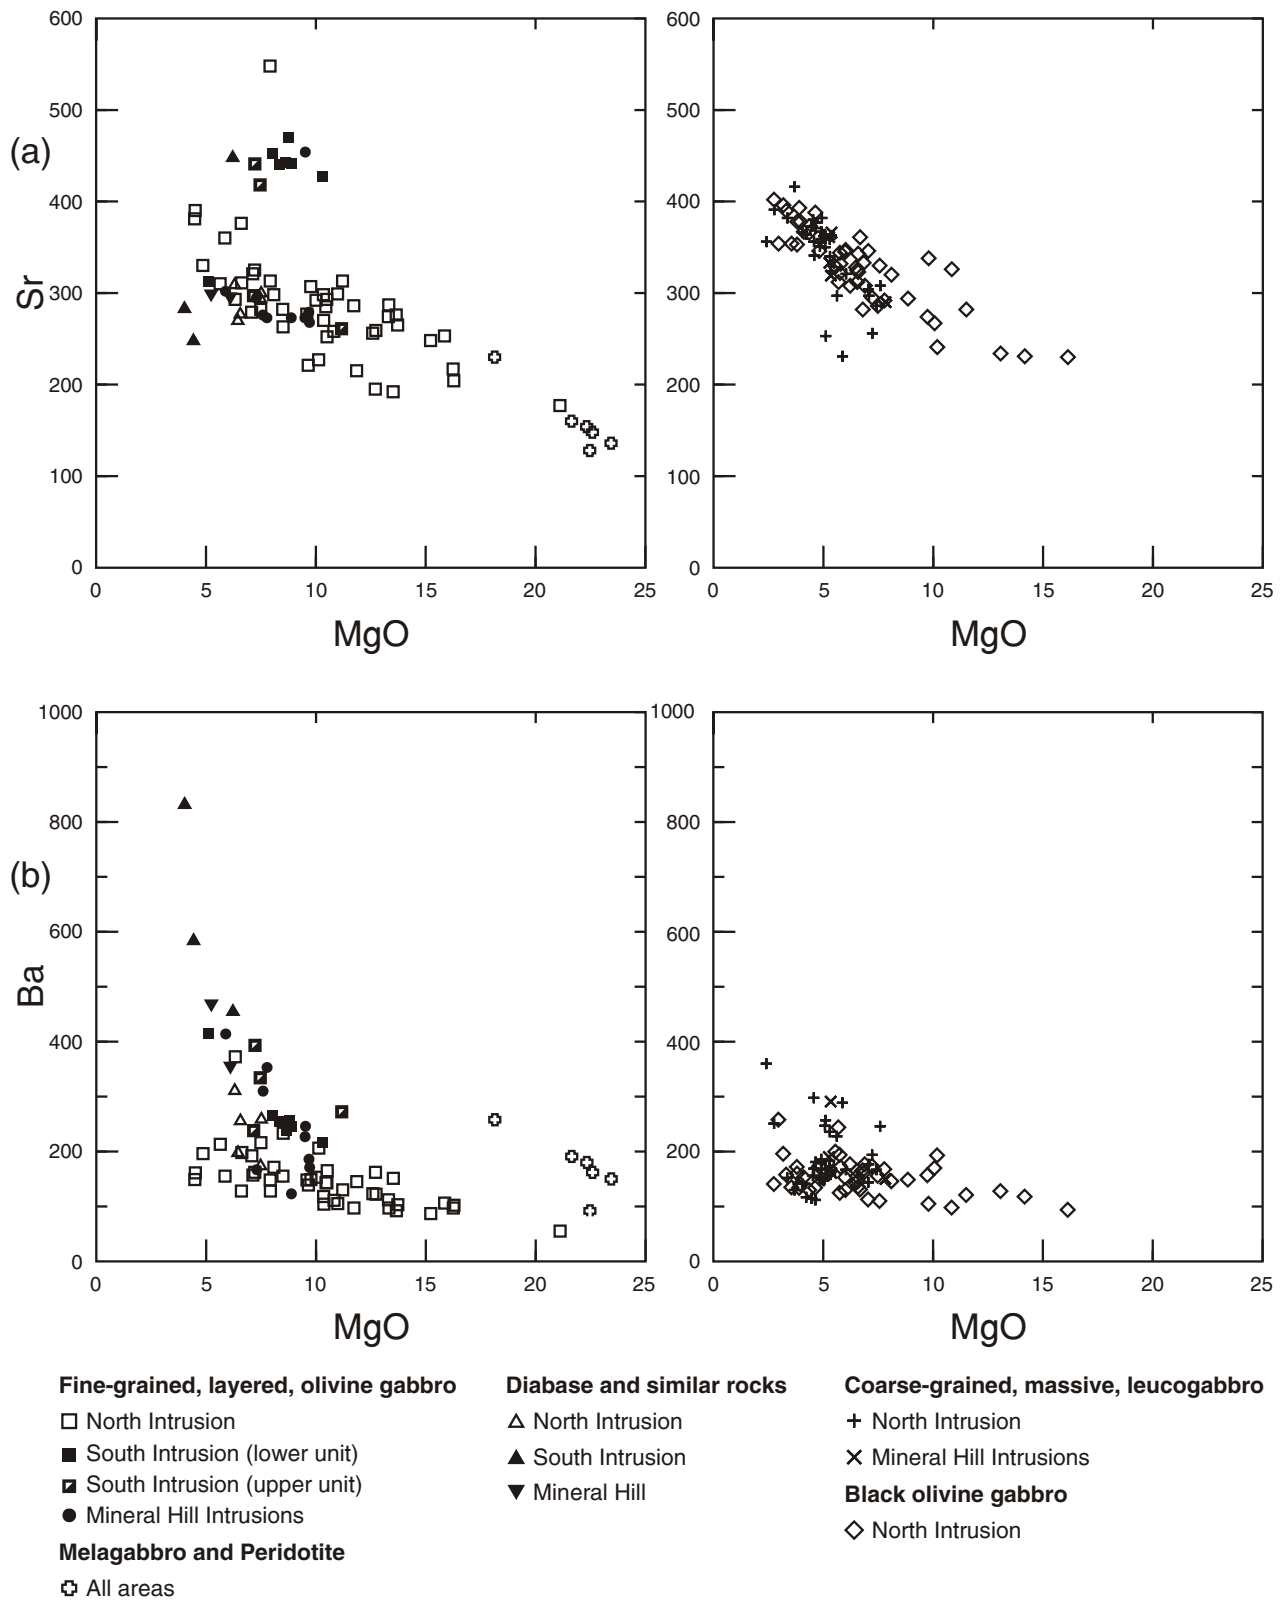 (a)
Sr
600
500
400
300
200
100
0
0 5 10 15 20 25
MgO
600
500
400
300
200
100
0
0 5 10 15 20 25
MgO
(b)
Ba
1000
800
600
400
200
0
0 5 10 15 20 25
MgO
1000
800
600
400
200
0
0 5 10 15 20 25
MgO
Fine-grained, layered, olivine gabbro
North Intrusion
South Intrusion (lower unit)
South Intrusion (upper unit)
Mineral Hill Intrusions
Melagabbro and Peridotite
All areas
Diabase and similar rocks
North Intrusion
South Intrusion
Mineral Hill
Coarse-grained, massive, leucogabbro
North Intrusion
Mineral Hill Intrusions
Black olivine gabbro
North Intrusion